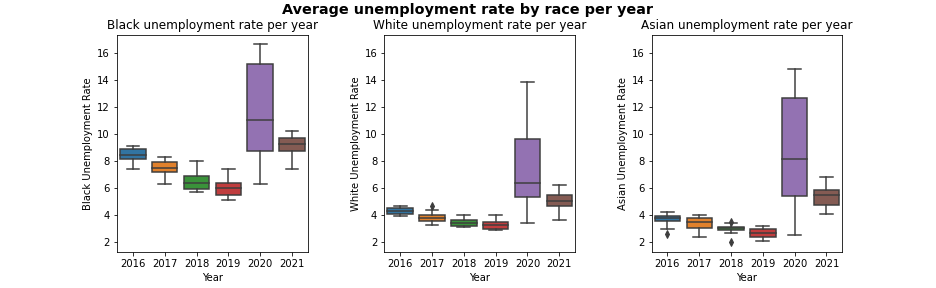 Average unemployment rate by race per year
Black unemployment rate per year
White unemployment rate per year
Asian unemployment rate per year
Black Unemployment Rate
16
14
12
10
8
6
4
2
2016 2017 2018 2019 2020 2021
Year
White Unemployment Rate
16
14
12
10
8
6
4
2
2016 2017 2018 2019 2020 2021
Year
Asian Unemployment Rate
16
14
12
10
8
6
4
2
2016 2017 2018 2019 2020 2021
Year